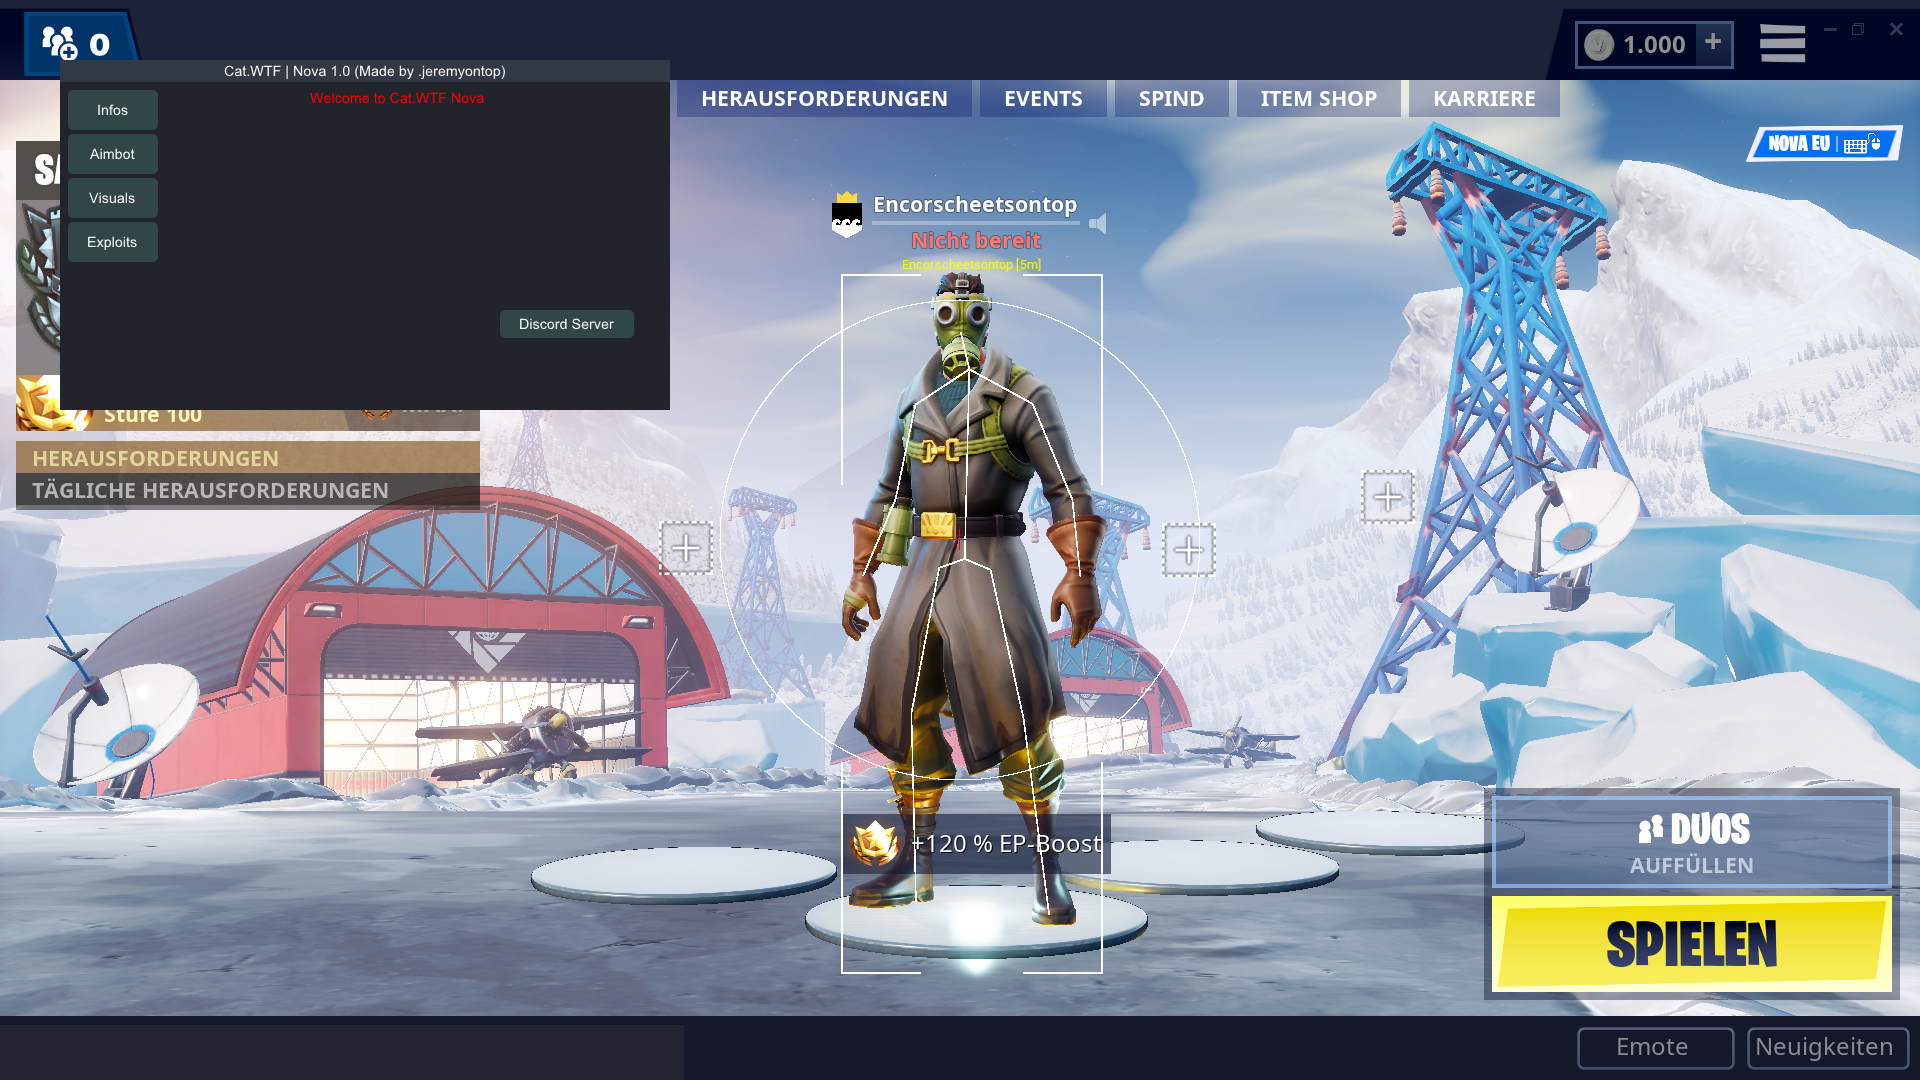 0
1.000
Cat.WTF | Nova 1.0 (Made by .jeremyontop)
Welcome to Cat.WTF Nova
Infos
Aimbot
Visuals
Exploits
Discord Server
HERAUSFORDERUNGEN
EVENTS
SPIND
ITEM SHOP
KARRIERE
NOVA EU
Encorscheetsontop
Nicht bereit
Encorscheetsontop [5m]
Stufe 100
HERAUSFORDERUNGEN
TÄGLICHE HERAUSFORDERUNGEN
+120 % EP-Boost
DUOS
AUFFÜLLEN
SPIELEN
Emote
Neuigkeiten